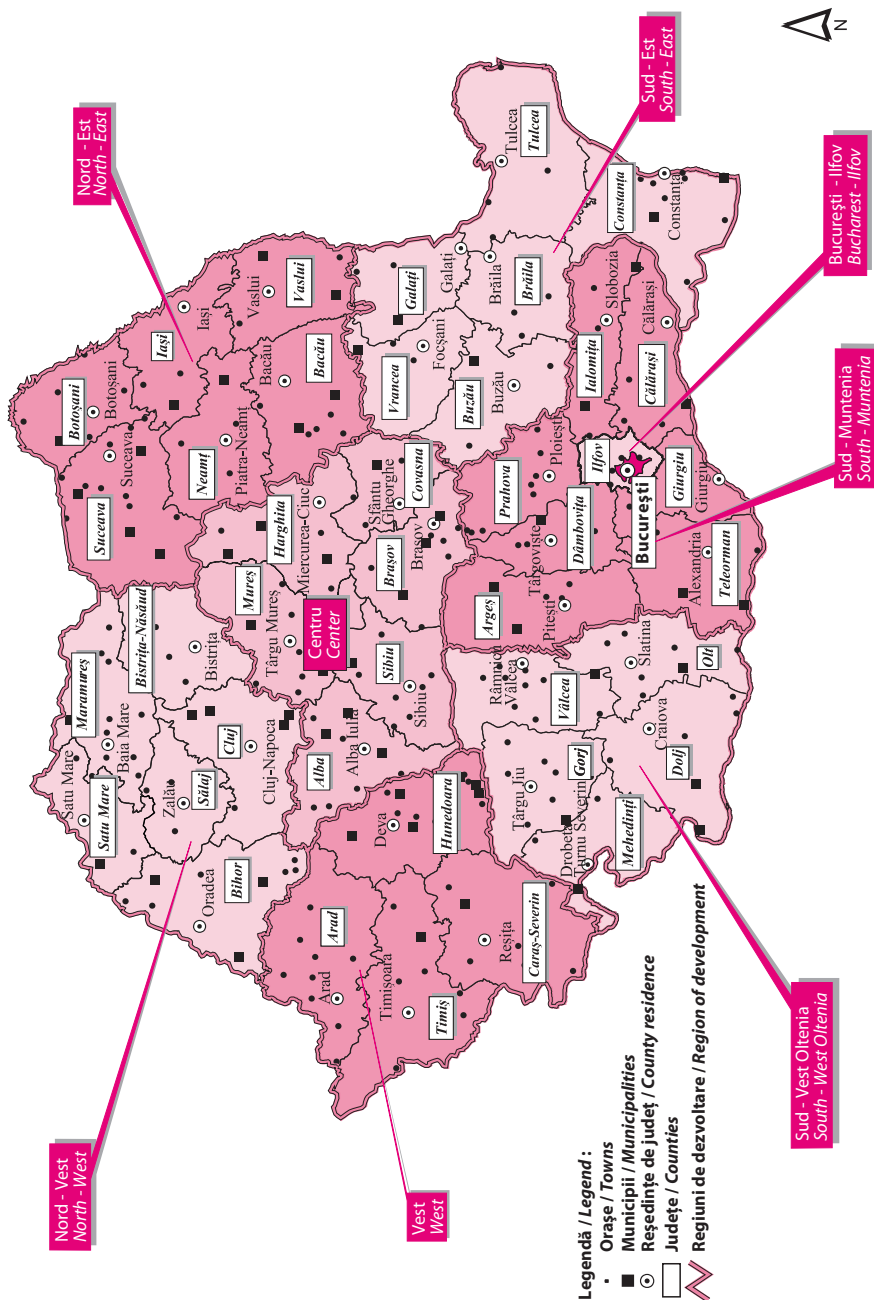 Nord - Vest
North - West
Nord - Est
North - East
Vest
West
Centru
Center
Sud - Est
South - East
Sud - Vest Oltenia
South - West Oltenia
Sud - Muntenia
South - Muntenia
București - Ilfov
Bucharest - Ilfov
Satu Mare
Satu Mare
Maramureș
Baia Mare
Bistrița-Năsăud
Bistrița
Zalău
Sălaj
Cluj
Cluj-Napoca
Oradea
Bihor
Suceava
Suceava
Botoșani
Botoșani
Iași
Iași
Neamț
Piatra-Neamț
Bacău
Bacău
Vaslui
Vaslui
Mureș
Târgu Mureș
Harghita
Miercurea-Ciuc
Alba
Alba Iulia
Sibiu
Sibiu
Brașov
Brașov
Sfântu
Gheorghe
Covasna
Arad
Arad
Timișoara
Timiș
Deva
Hunedoara
Reșița
Caraș-Severin
Vrancea
Focșani
Galați
Galați
Buzău
Buzău
Brăila
Brăila
Tulcea
Tulcea
Constanța
Constanța
Târgu Jiu
Gorj
Râmnicu
Vâlcea
Vâlcea
Drobeta
Turnu Severin
Mehedinți
Craiova
Dolj
Slatina
Olt
Argeș
Pitești
Târgoviște
Dâmbovița
Prahova
Ploiești
Ilfov
București
Ialomița
Slobozia
Călărași
Călărași
Giurgiu
Giurgiu
Alexandria
Teleorman
Legendă / Legend :
Orașe / Towns
Municipii / Municipalities
Reședințe de județ / County residence
Județe / Counties
Regiuni de dezvoltare / Region of development
N